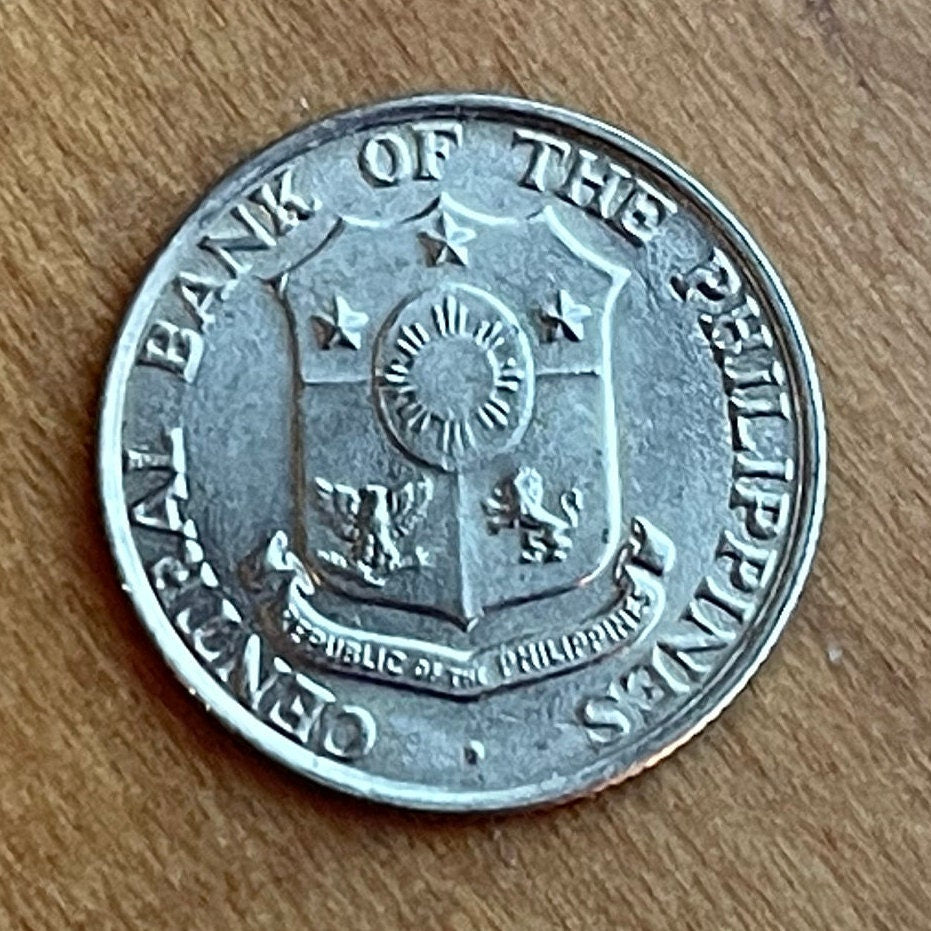 CENTRAL BANK OF THE PHILIPPINES
REPUBLIC OF THE PHILIPPINES